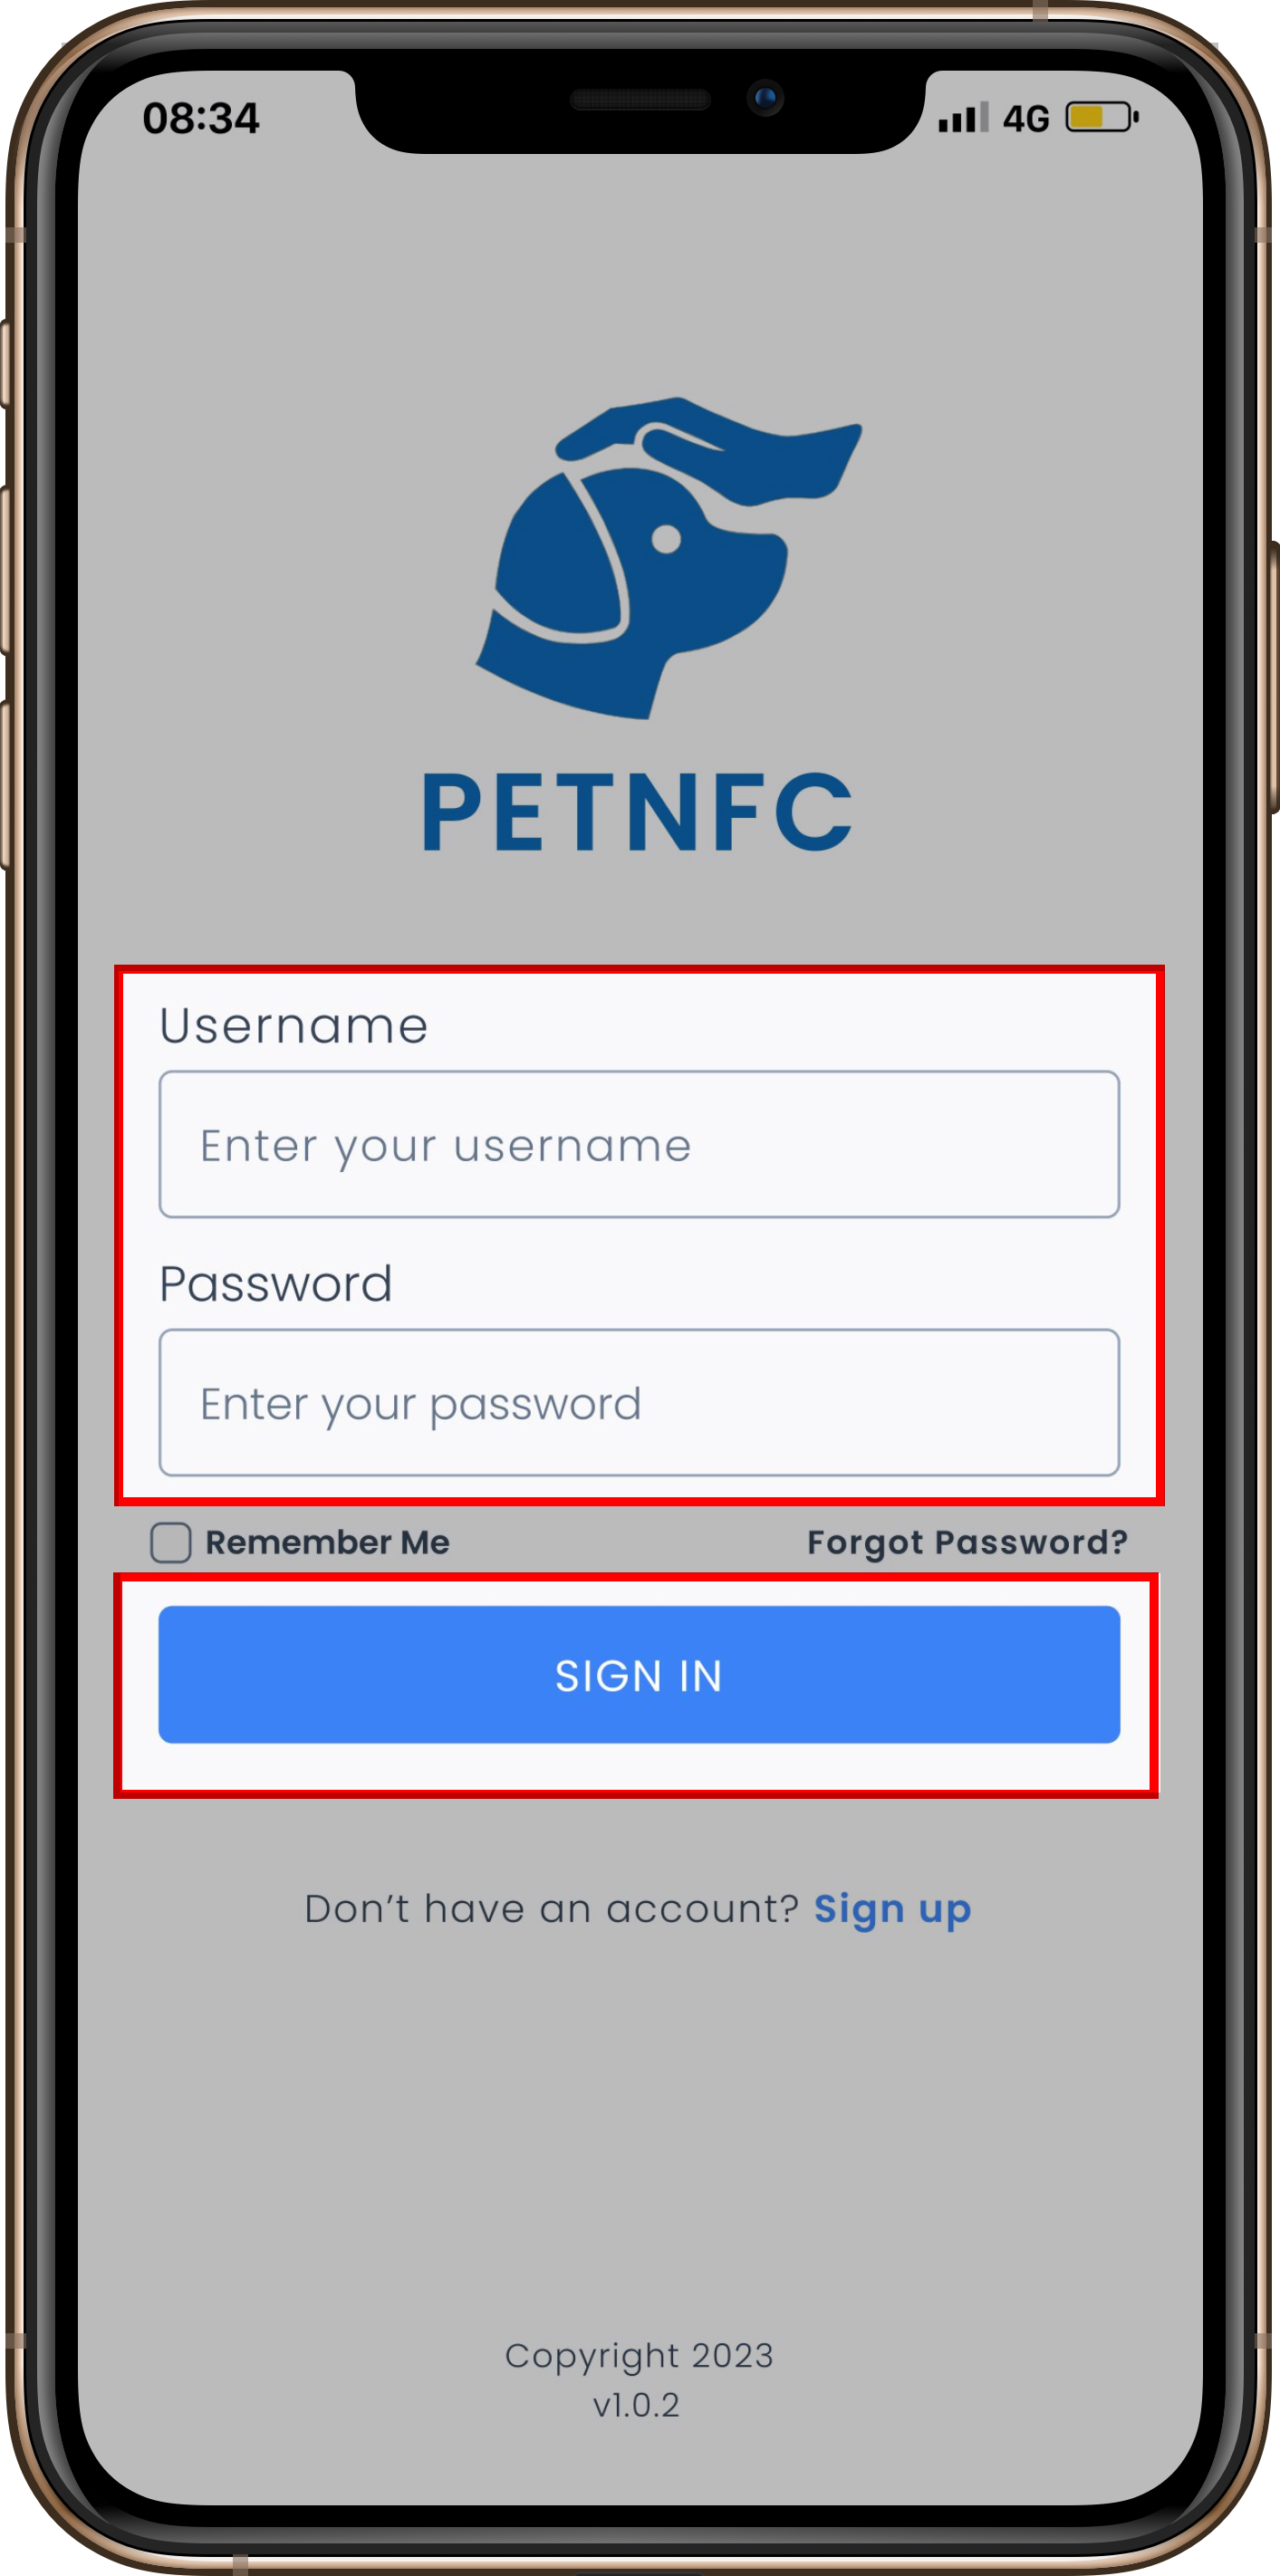 08:34 4G
PETNFC
Username
Enter your username
Password
Enter your password
Remember Me Forgot Password?
SIGN IN
Don’t have an account? Sign up
Copyright 2023
v1.0.2